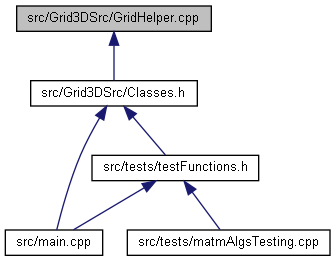 src/Grid3DSrc/GridHelper.cpp
src/Grid3DSrc/Classes.h
src/tests/testFunctions.h
src/main.cpp
src/tests/matmAlgsTesting.cpp